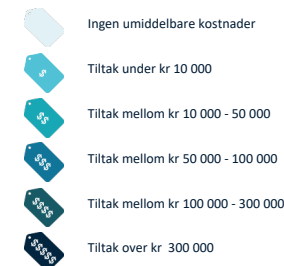 Ingen umiddelbare kostnader
$ Tiltak under kr 10 000
$$ Tiltak mellom kr 10 000 - 50 000
$$$ Tiltak mellom kr 50 000 - 100 000
$$$$ Tiltak mellom kr 100 000 - 300 000
$$$$$ Tiltak over kr 300 000